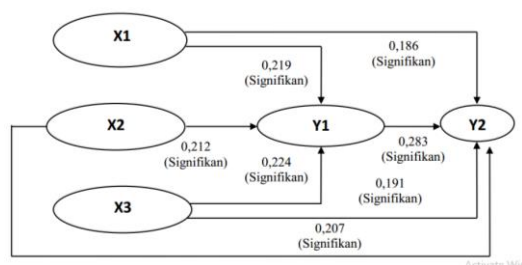 X1
0,186
(Signifikan)
0,219
(Signifikan)
X2
Y1
Y2
0,212
(Signifikan)
0,283
(Signifikan)
0,224
(Signifikan)
0,191
(Signifikan)
X3
0,207
(Signifikan)